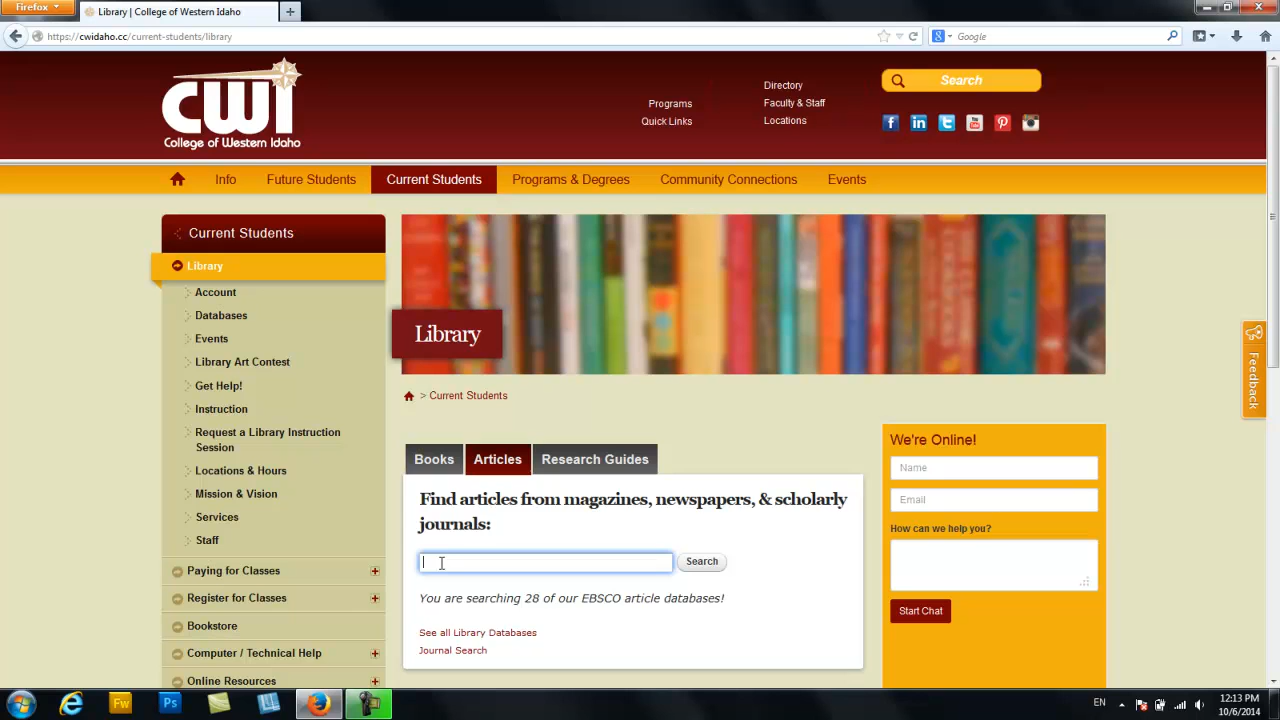 Firefox
Library | College of Western Idaho
https://cwidaho.cc/current-students/library
Google
cwi
College of Western Idaho
Programs
Quick Links
Directory
Faculty & Staff
Locations
Search
Info
Future Students
Current Students
Programs & Degrees
Community Connections
Events
Current Students
Library
Account
Databases
Events
Library Art Contest
Get Help!
Instruction
Request a Library Instruction
Session
Locations & Hours
Mission & Vision
Services
Staff
Paying for Classes
Register for Classes
Bookstore
Computer / Technical Help
Online Resources
Library
> Current Students
Books
Articles
Research Guides
Find articles from magazines, newspapers, & scholarly
journals:
Search
You are searching 28 of our EBSCO article databases!
See all Library Databases
Journal Search
We're Online!
Name
Email
How can we help you?
Start Chat
Feedback
Fw
Ps
EN
12:13 PM
10/6/2014